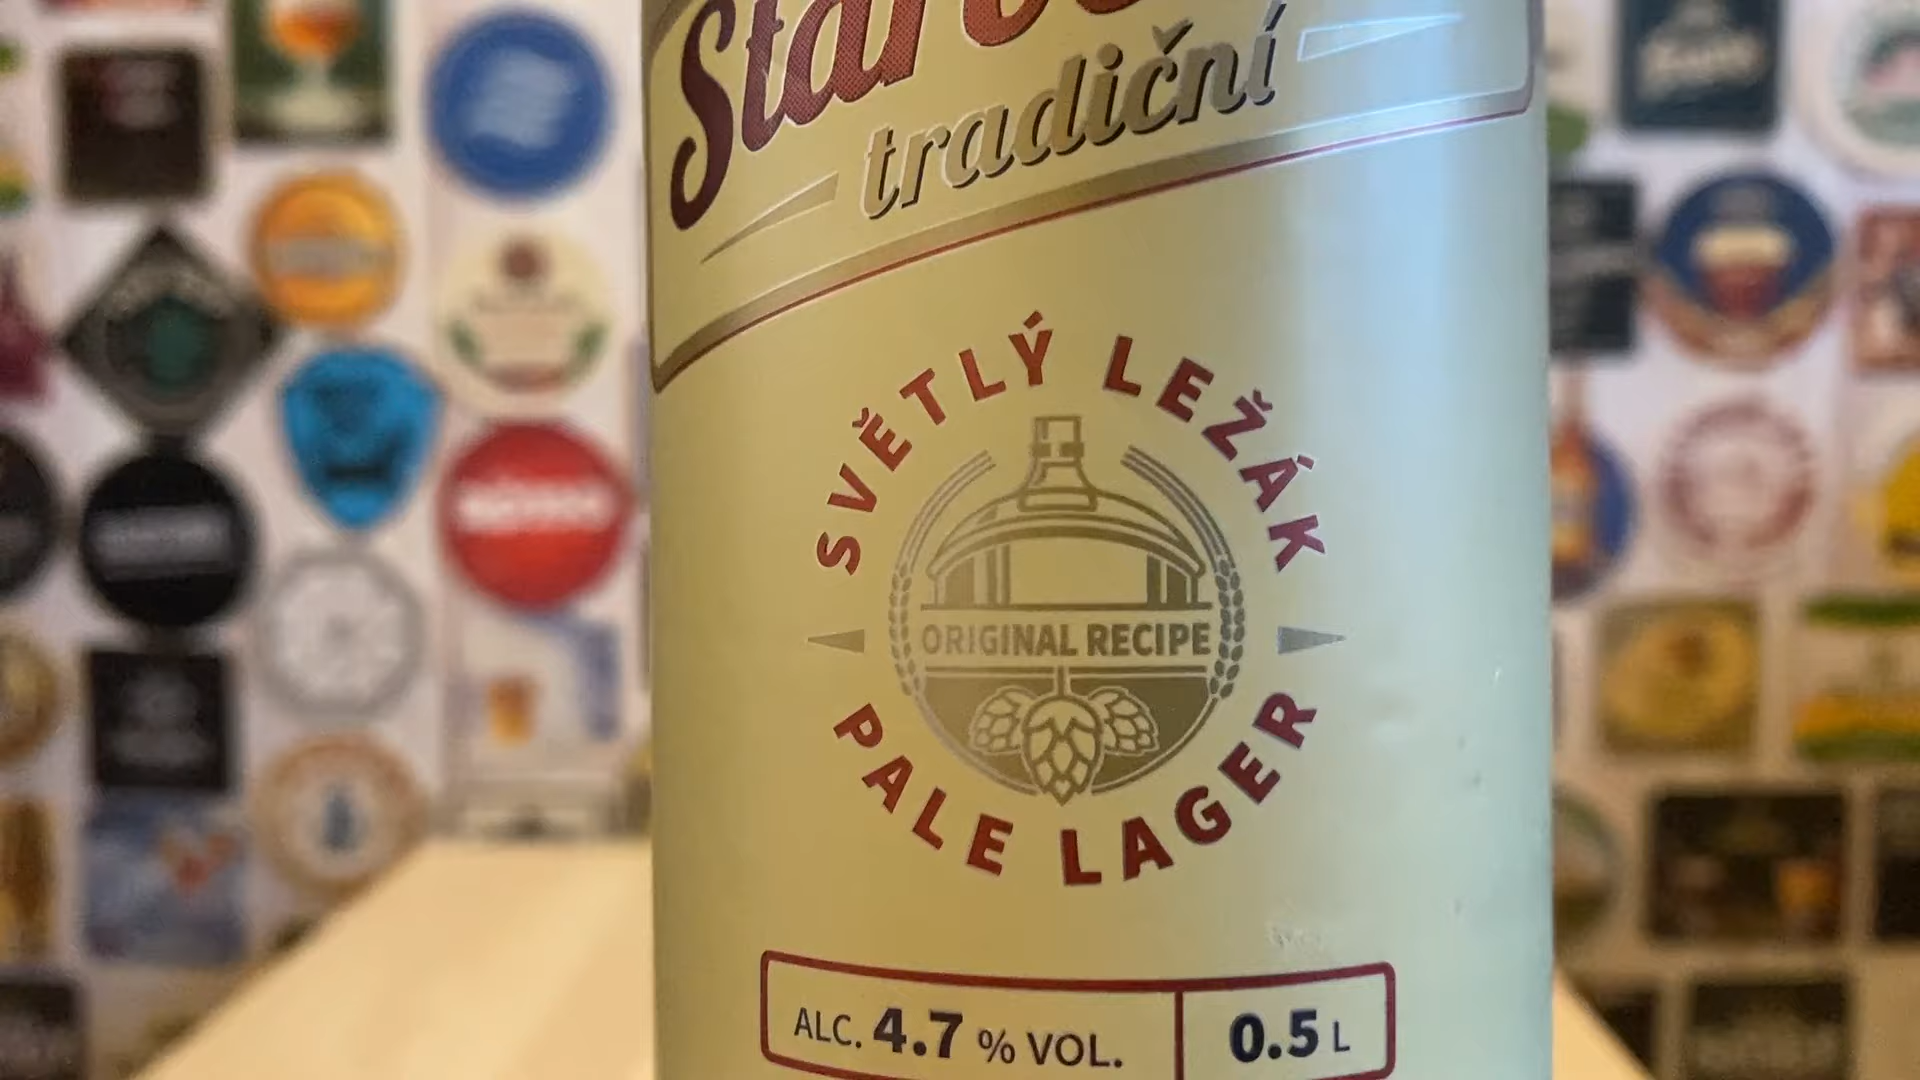 tradiční
SVĚTLÝ LEŽÁK
ORIGINAL RECIPE
PALE LAGER
ALC. 4.7 % VOL.
0.5 L